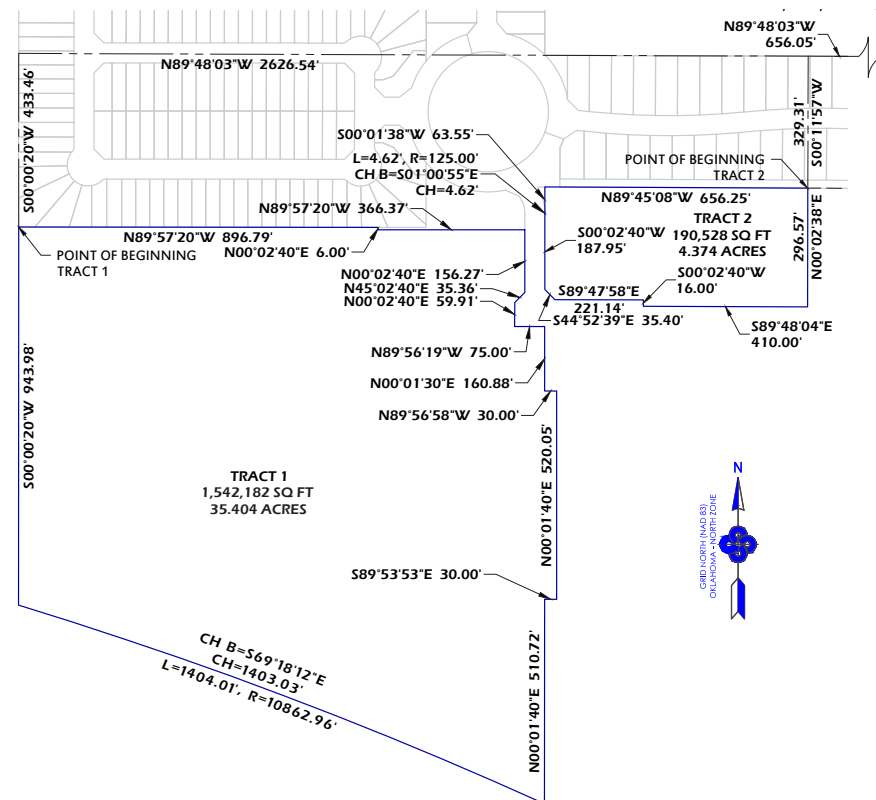 N89°48'03"W
656.05'
N89°48'03"W 2626.54'
S00°00'20"W 433.46'
329.31'
S00°11'57"W
S00°01'38"W 63.55'
L=4.62', R=125.00'
CH B=S01°00'55"E
CH=4.62'
POINT OF BEGINNING
TRACT 2
N89°45'08"W 656.25'
N89°57'20"W 366.37'
TRACT 2
190,528 SQ FT
4.374 ACRES
296.57'
N00°02'38"E
N89°57'20"W 896.79'
N00°02'40"E 6.00'
POINT OF BEGINNING
TRACT 1
S00°02'40"W
187.95'
N00°02'40"E 156.27'
N45°02'40"E 35.36'
N00°02'40"E 59.91'
S00°02'40"W
16.00'
S89°47'58"E
221.14'
S44°52'39"E 35.40'
S89°48'04"E
410.00'
N89°56'19"W 75.00'
N00°01'30"E 160.88'
N89°56'58"W 30.00'
S00°00'20"W 943.98'
N00°01'40"E 520.05'
TRACT 1
1,542,182 SQ FT
35.404 ACRES
N
GRID NORTH (NAD 83)
OKLAHOMA - NORTH ZONE
S89°53'53"E 30.00'
CH B=S69°18'12"E
CH=1403.03'
L=1404.01', R=10862.96'
N00°01'40"E 510.72'